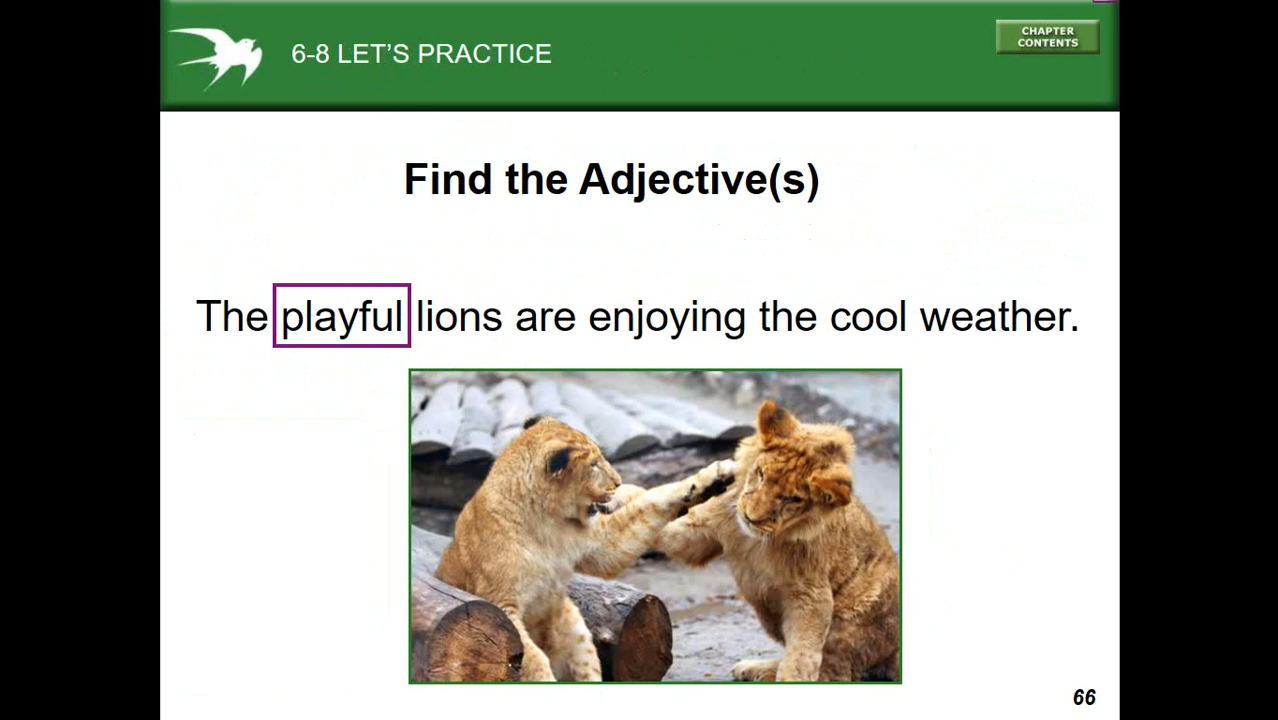 6-8 LET’S PRACTICE
CHAPTER
CONTENTS
Find the Adjective(s)
The playful lions are enjoying the cool weather.
66